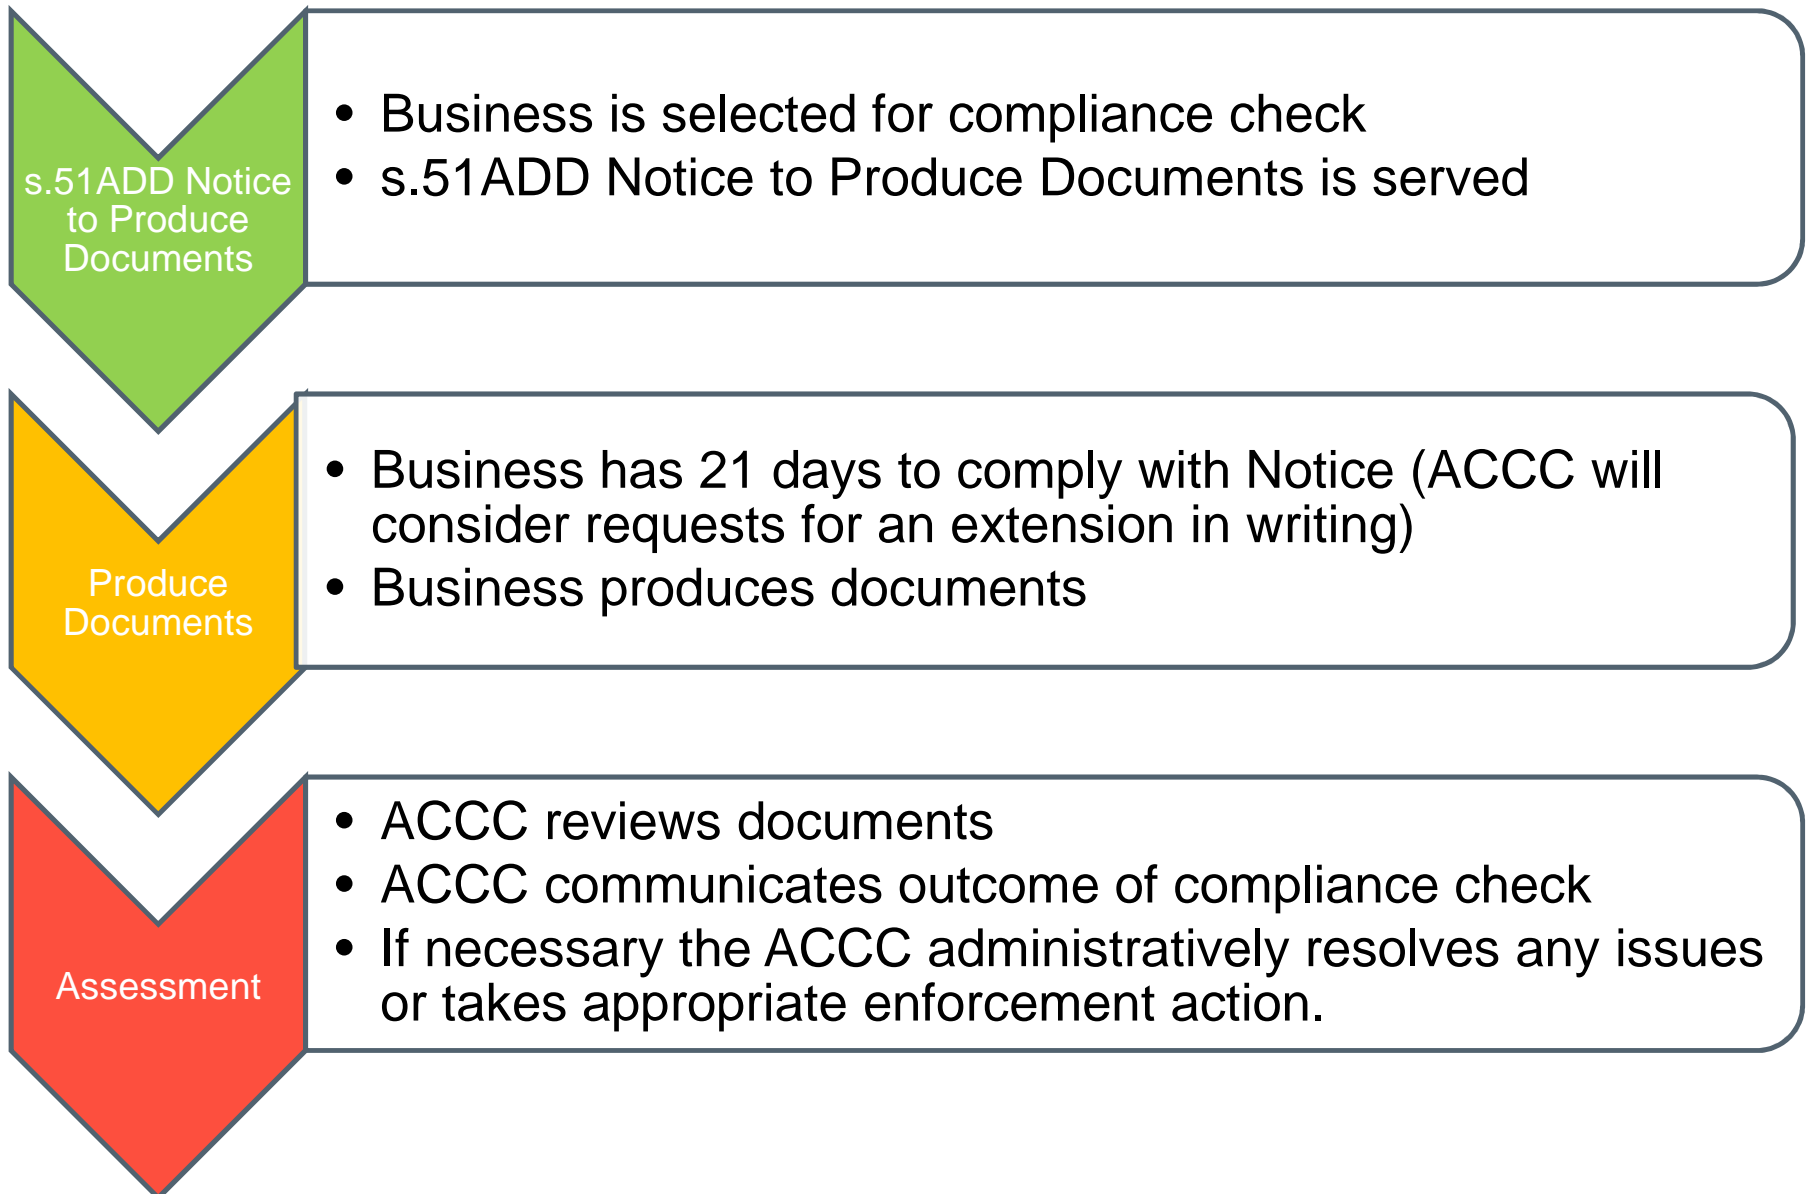 s.51ADD Notice
to Produce
Documents
• Business is selected for compliance check
• s.51ADD Notice to Produce Documents is served
Produce
Documents
• Business has 21 days to comply with Notice (ACCC will
consider requests for an extension in writing)
• Business produces documents
Assessment
• ACCC reviews documents
• ACCC communicates outcome of compliance check
• If necessary the ACCC administratively resolves any issues
or takes appropriate enforcement action.